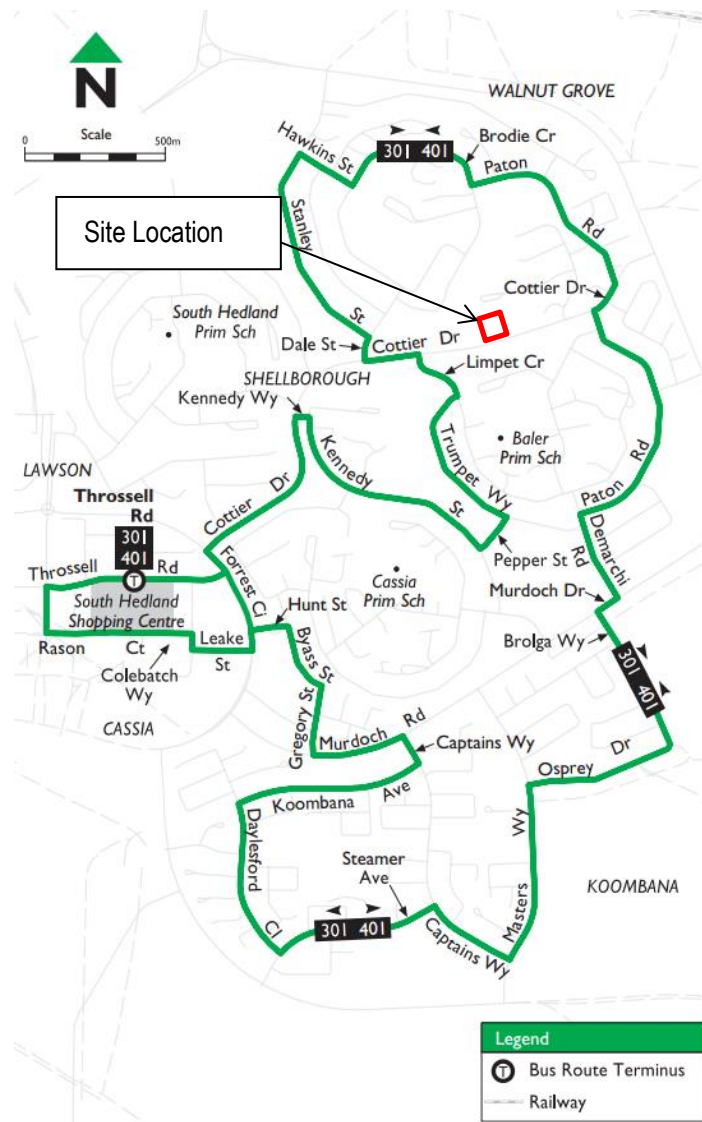 N
Scale
0 500m
WALNUT GROVE
Hawkins St
301 401
Brodie Cr
Paton
Rd
Site Location
Stanley
St
Cottier Dr
South Hedland
Prim Sch
Dale St
Cottier Dr
Limpet Cr
SHELLBOROUGH
Kennedy Wy
Kennedy
St
Trumpet Wy
Baler
Prim Sch
Paton Rd
LAWSON
Throssell
Rd
301
401
Cottier Dr
Pepper St
Demarchi
Rd
Throssell Rd
T
Forrest Ci
South Hedland
Shopping Centre
Cassia
Prim Sch
Murdoch Dr
Hunt St
Brolga Wy
Rason Ct
Leake
St
Colebatch
Wy
Byass St
301 401
CASSIA
Gregory St
Murdoch Rd
Captains Wy
Osprey Dr
Koombana Ave
Daylesford
Cl
Steamer
Ave
Masters Wy
KOOMBANA
301 401
Captains Wy
Legend
T Bus Route Terminus
Railway